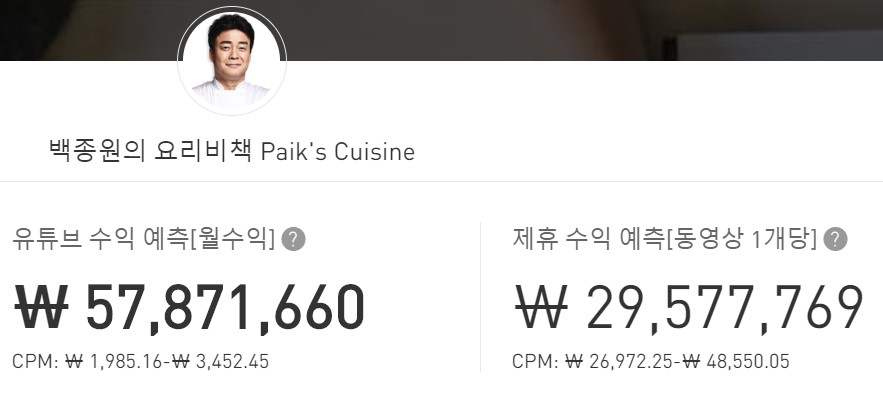 백종원의 요리비책 Paik's Cuisine
유튜브 수익 예측[월수익] ?
₩ 57,871,660
CPM: ₩ 1,985.16-₩ 3,452.45
제휴 수익 예측[동영상 1개당] ?
₩ 29,577,769
CPM: ₩ 26,972.25-₩ 48,550.05